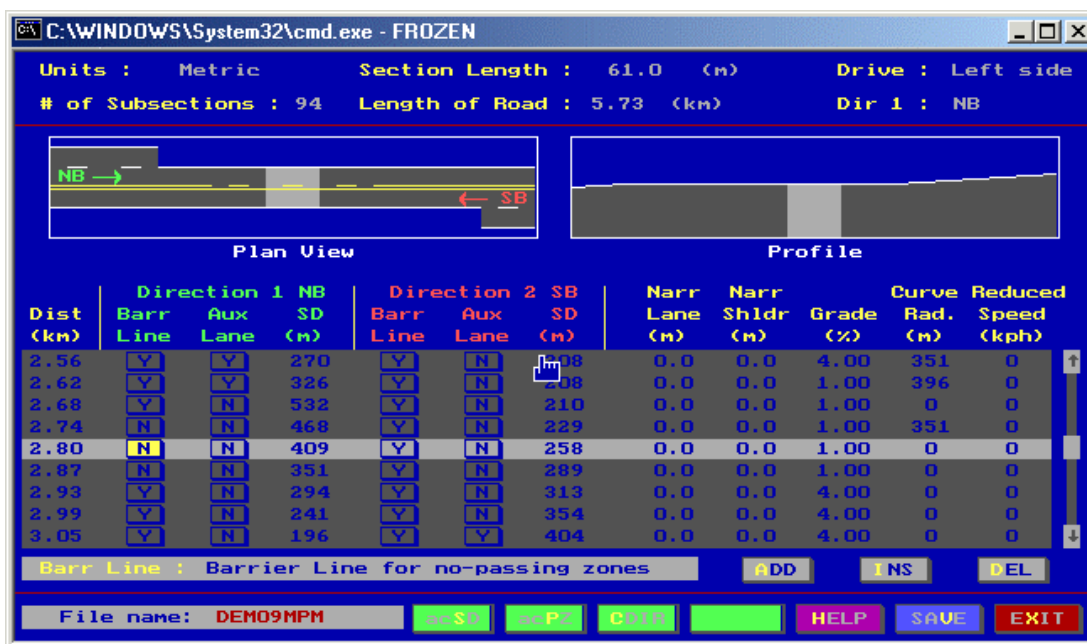 C:\WINDOWS\System32\cmd.exe - FROZEN
Units : Metric Section Length : 61.0 (m) Drive : Left side
# of Subsections : 94 Length of Road : 5.73 (km) Dir 1 : NB
NB
SB
Plan View Profile
Direction 1 NB Direction 2 SB Narr Narr Curve Reduced
Dist Barr Aux SD Barr Aux SD Lane Shldr Grade Rad. Speed
(km) Line Lane (m) Line Lane (m) (m) (m) (%) (m) (kph)
2.56 Y Y 270 Y N 0.0 0.0 4.00 351 0
2.62 Y Y 326 Y N 0.0 0.0 1.00 396 0
2.68 Y N 532 Y N 210 0.0 0.0 1.00 0 0
2.74 N N 468 Y N 229 0.0 0.0 1.00 351 0
2.80 N N 409 Y N 258 0.0 0.0 1.00 0 0
2.87 N N 351 Y N 289 0.0 0.0 1.00 0 0
2.93 Y N 294 Y N 313 0.0 0.0 4.00 0 0
2.99 Y N 241 Y N 354 0.0 0.0 4.00 0 0
3.05 Y N 196 Y Y 404 0.0 0.0 4.00 0 0
Barr Line : Barrier Line for no-passing zones ADD INS DEL
File name: DEMO9MPM acSD acPZ CDIR HELP SAVE EXIT